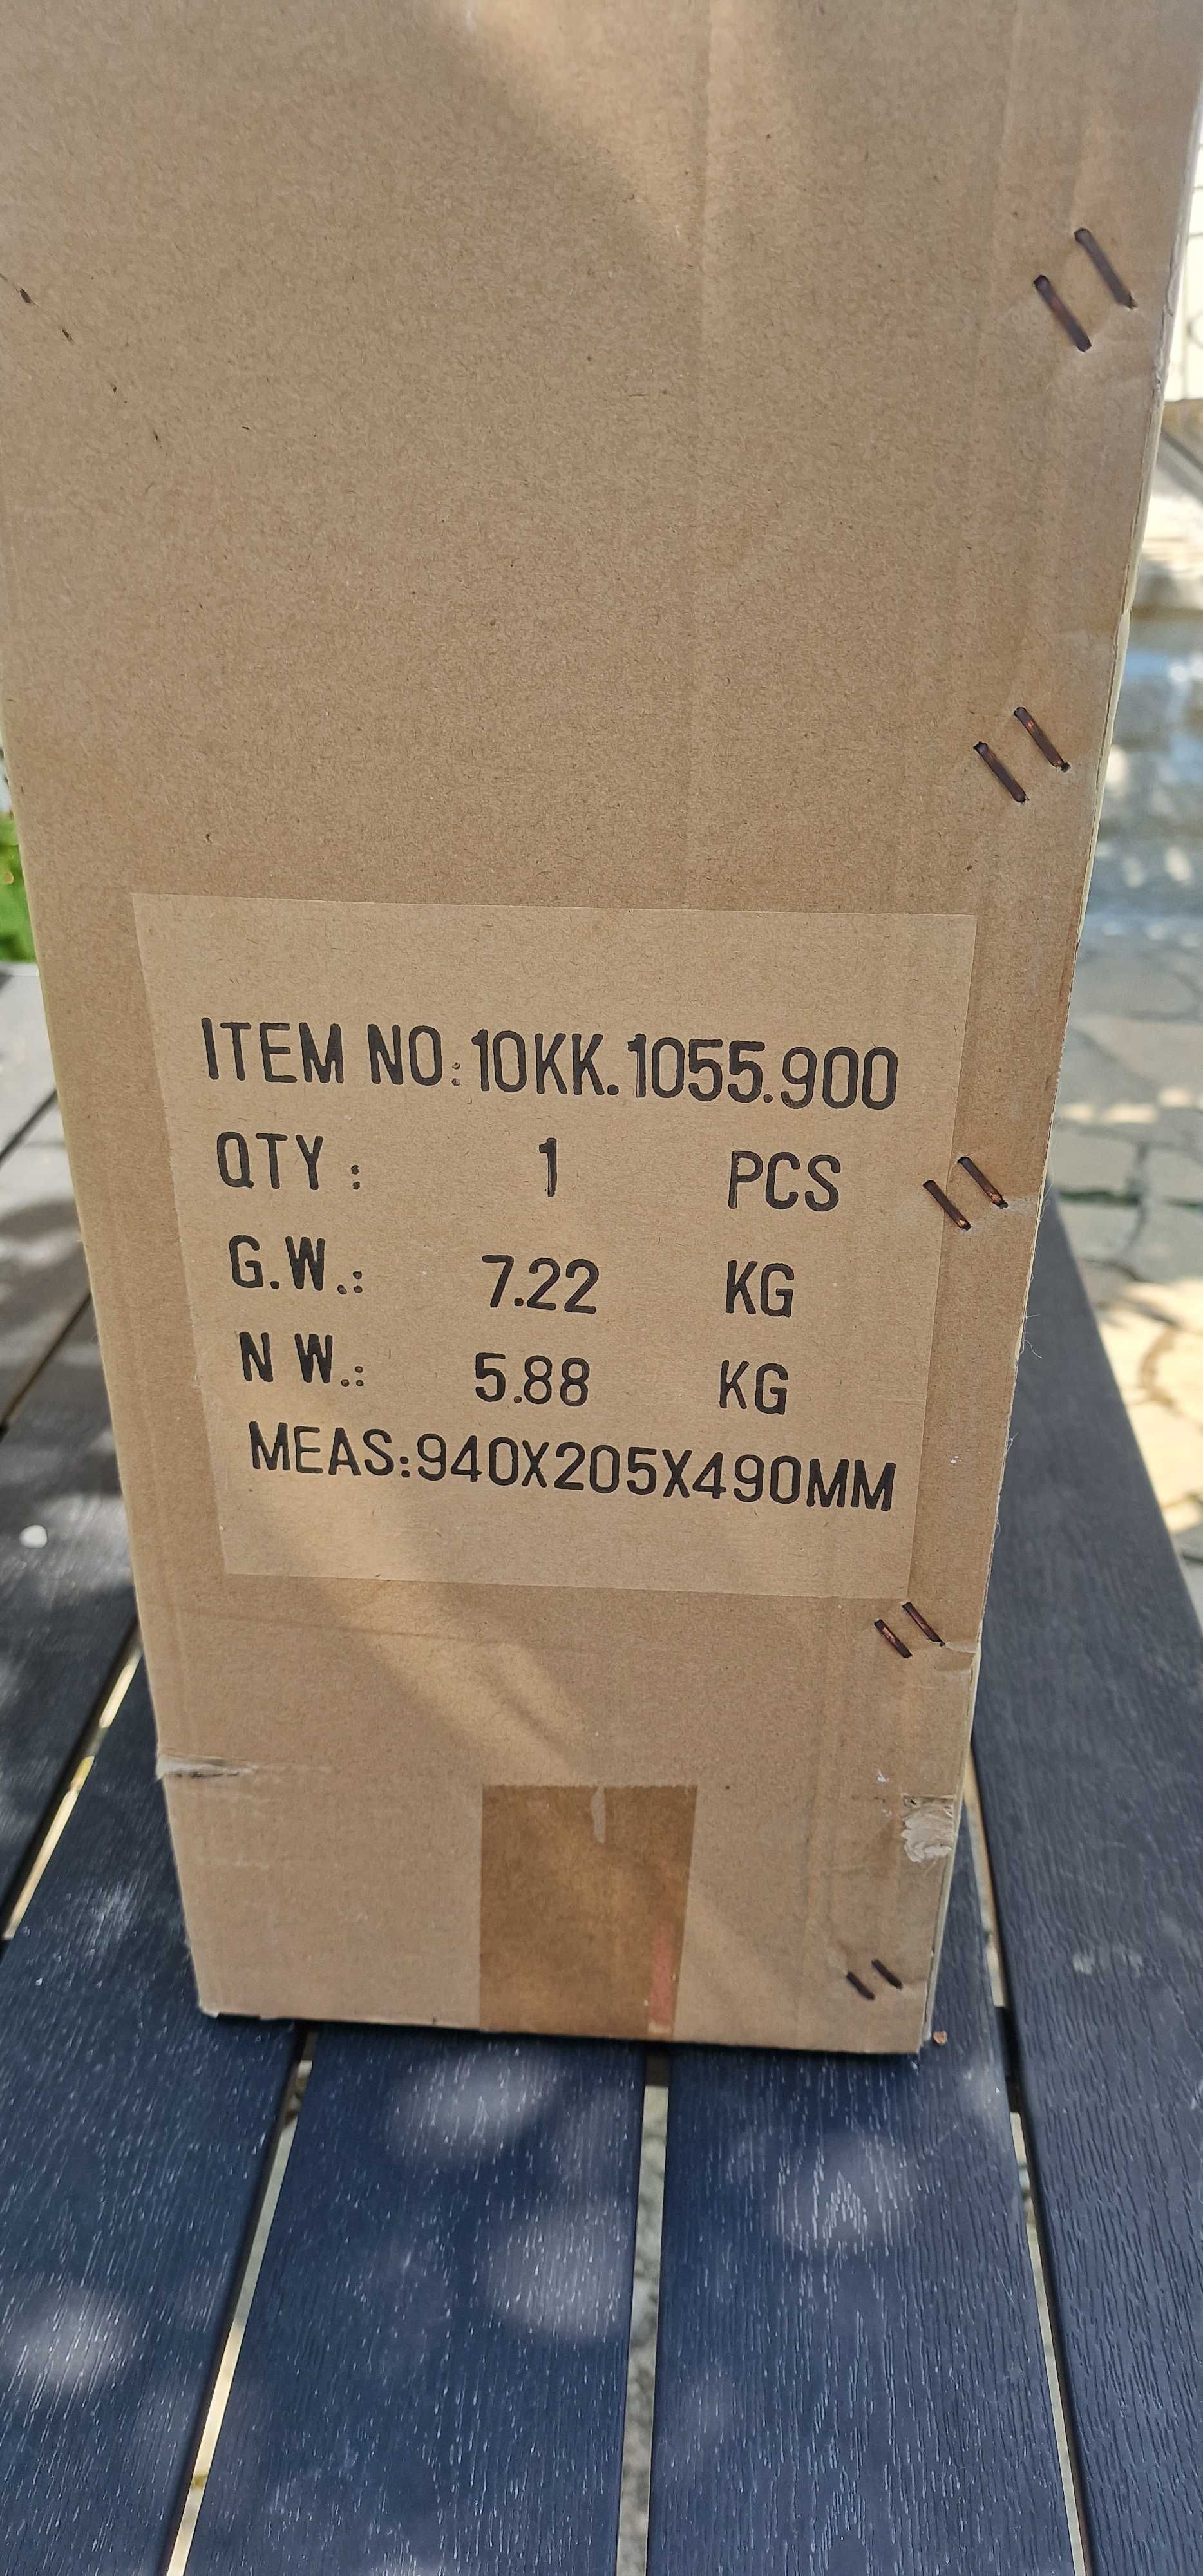 ITEM NO.:10KK.1055.900
QTY: 1 PCS
G.W.: 7.22 KG
N W.: 5.88 KG
MEAS:940X205X490MM